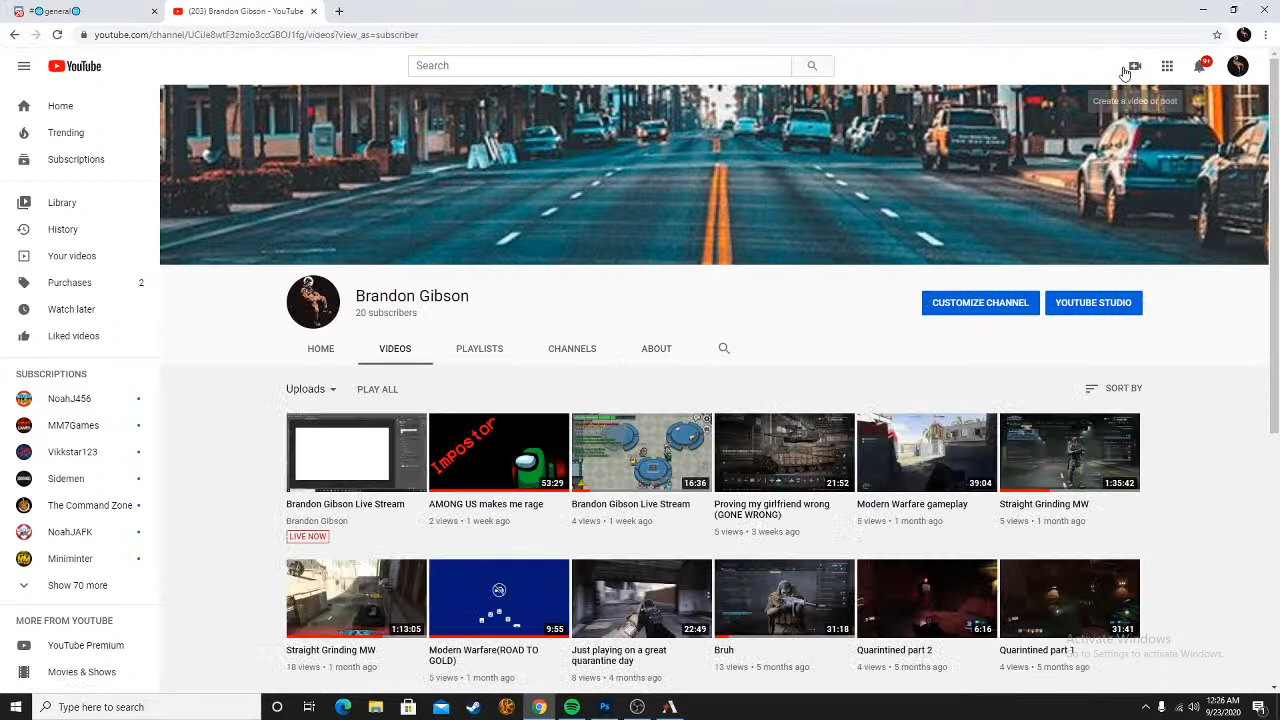 #🌐general🌐
(203) Brandon Gibson - YouTube
youtube.com/channel/UCiJe8wtF3zmio3ccGBOJ1fg/videos?view_as=subscriber
YouTube
Search
9+
Create a video or post
Home
Trending
Subscriptions
Library
History
Your videos
Purchases 2
Watch later
Liked videos
SUBSCRIPTIONS
NoahJ456
MM7Games
Vikkstar123
Sidemen
The Command Zone
NoahJAFK
Miniminter
Show 70 more
MORE FROM YOUTUBE
YouTube Premium
Movies & Shows
Brandon Gibson
20 subscribers
CUSTOMIZE CHANNEL
YOUTUBE STUDIO
HOME VIDEOS PLAYLISTS CHANNELS ABOUT
Uploads PLAY ALL SORT BY
Impostor
53:29 16:36 21:52 39:04 1:35:42
Brandon Gibson Live Stream
Brandon Gibson
LIVE NOW
AMONG US makes me rage
2 views • 1 week ago
Brandon Gibson Live Stream
4 views • 1 week ago
Proving my girlfriend wrong
(GONE WRONG)
5 views • 3 weeks ago
Modern Warfare gameplay
8 views • 1 month ago
Straight Grinding MW
5 views • 1 month ago
1:13:05 9:55 22:49 31:18 6:16 31:41
Straight Grinding MW
18 views • 1 month ago
Modern Warfare(ROAD TO
GOLD)
5 views • 1 month ago
Just playing on a great
quarantine day
8 views • 4 months ago
Bruh
13 views • 5 months ago
Quarintined part 2
4 views • 5 months ago
Quarintined part 1
4 views • 5 months ago
Activate Windows
Go to Settings to activate Windows.
Type here to search
Ps
12:26 AM
9/23/2020